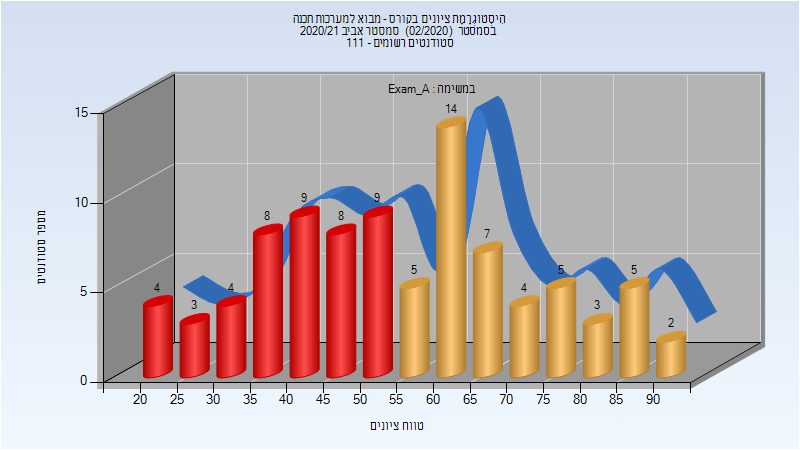 היסטוגרמת ציונים בקורס - מבוא למערכות תכנה
בסמסטר (02/2020) סמסטר אביב 2020/21
סטודנטים רשומים - 111
במשימה : Exam_A
מספר סטודנטים
15
10
5
0
4 3 4 8 9 8 9 5 14 7 4 5 3 5 2
20 25 30 35 40 45 50 55 60 65 70 75 80 85 90
טווח ציונים